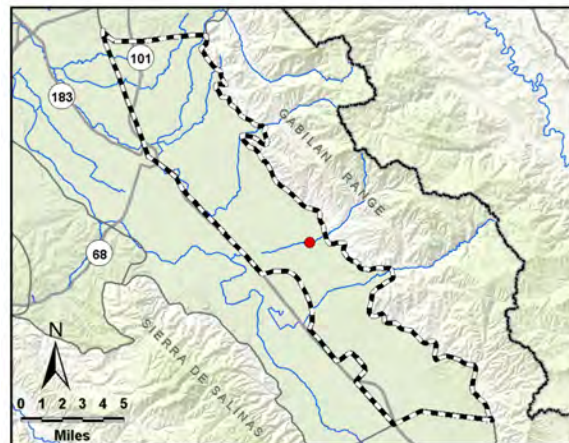 101
183
GABILAN RANGE
68
SIERRA DE SALINAS
N
0 1 2 3 4 5
Miles